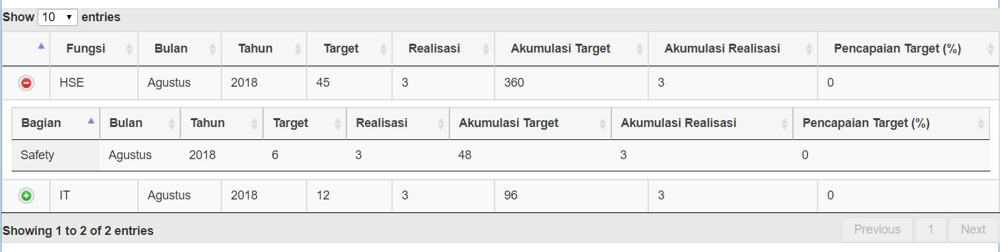 Show 10 entries
Fungsi Bulan Tahun Target Realisasi Akumulasi Target Akumulasi Realisasi Pencapaian Target (%)
HSE Agustus 2018 45 3 360 3 0
Bagian Bulan Tahun Target Realisasi Akumulasi Target Akumulasi Realisasi Pencapaian Target (%)
Safety Agustus 2018 6 3 48 3 0
IT Agustus 2018 12 3 96 3 0
Showing 1 to 2 of 2 entries Previous 1 Next